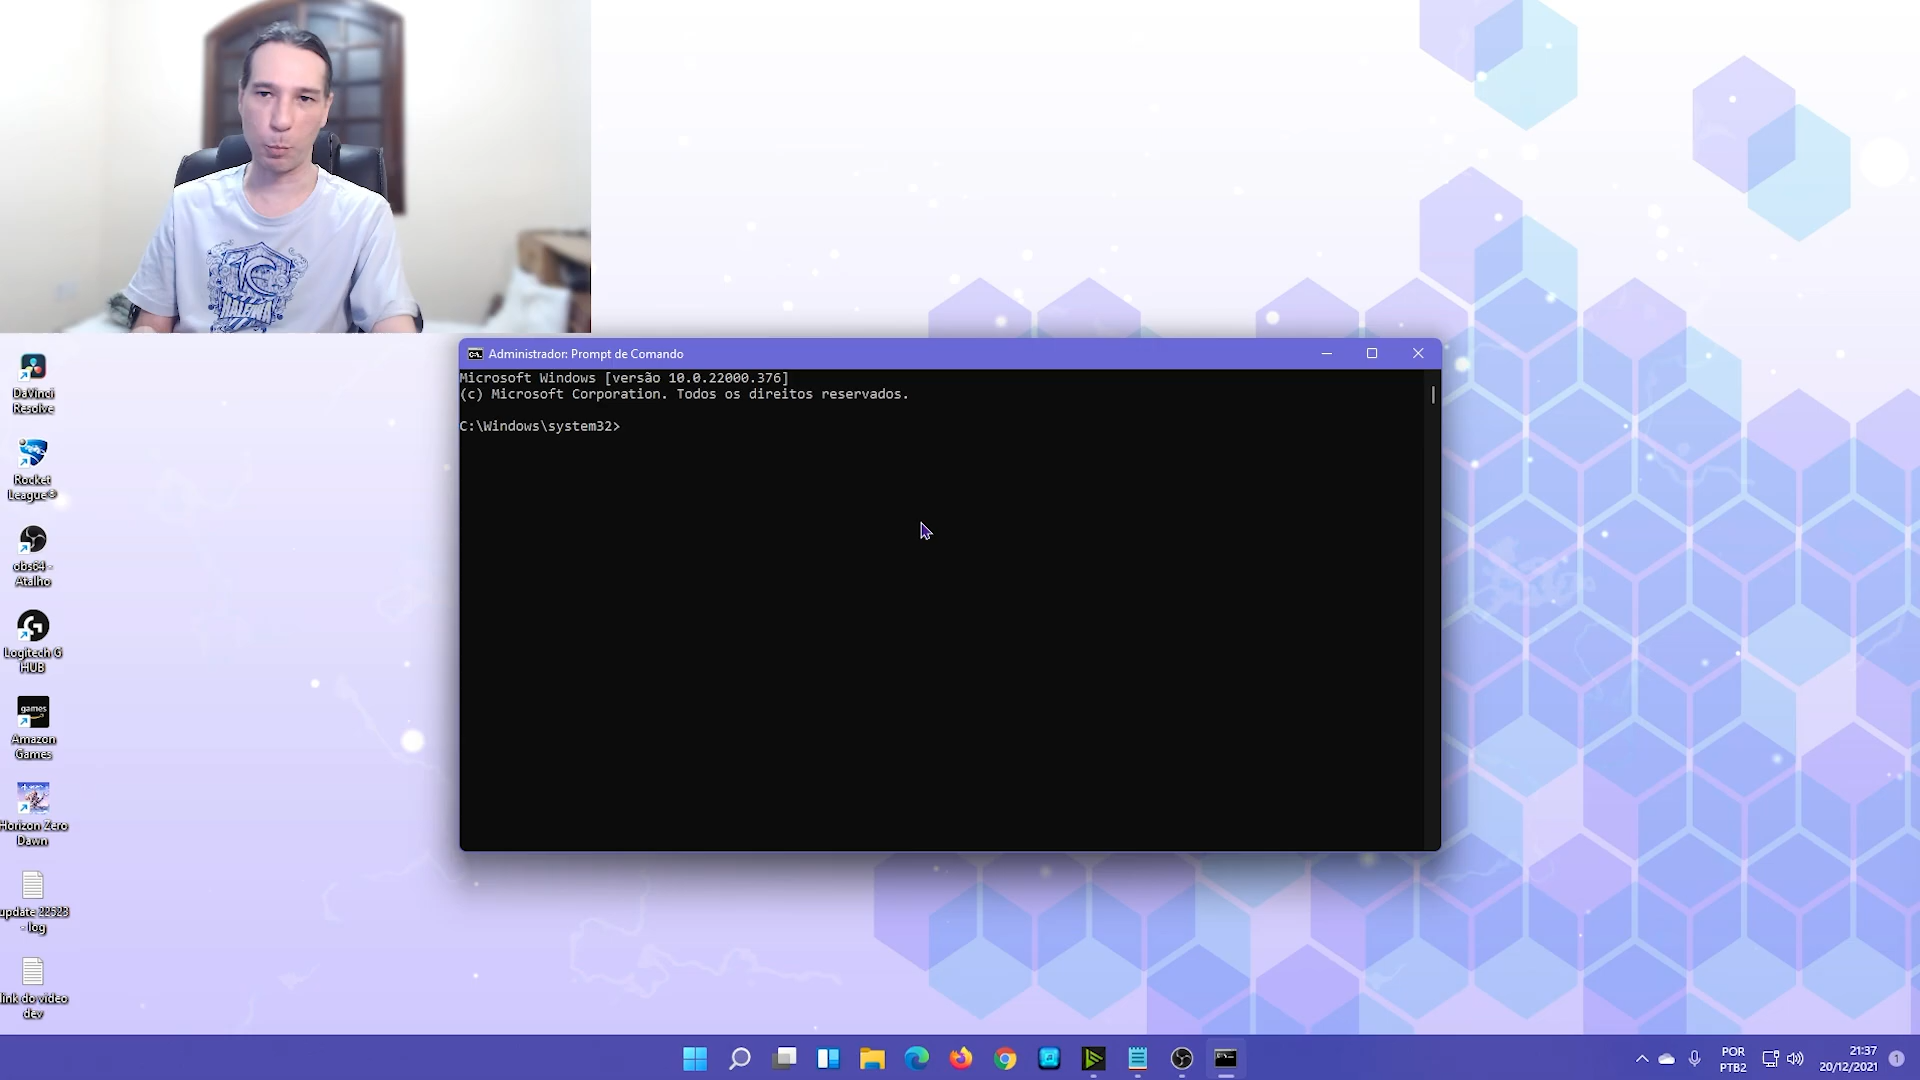 KALBINA
Administrador: Prompt de Comando
Microsoft Windows [versão 10.0.22000.376]
(c) Microsoft Corporation. Todos os direitos reservados.
C:\Windows\system32>
DaVinci
Resolve
Rocket
League®
obs64 -
Atalho
Logitech G
HUB
games
Amazon
Games
Horizon Zero
Dawn
update 22523
- log
link do video
dev
POR
PTB2
21:37
20/12/2021
1